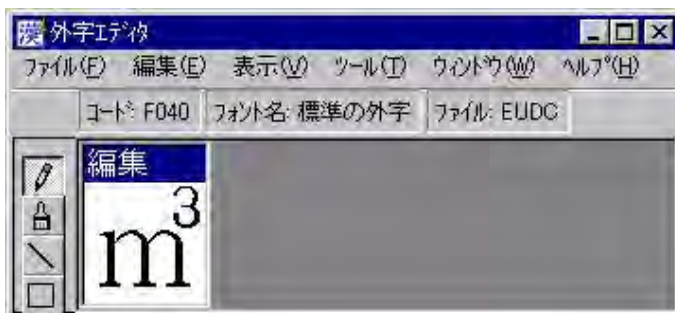 漢 外字ｴﾃﾞｨﾀ
ﾌｧｲﾙ(F) 編集(E) 表示(V) ﾂｰﾙ(T) ｳｨﾝﾄﾞｳ(W) ﾍﾙﾌﾟ(H)
ｺｰﾄﾞ: F040 ﾌｫﾝﾄ名: 標準の外字 ﾌｧｲﾙ: EUDC
編集
m³